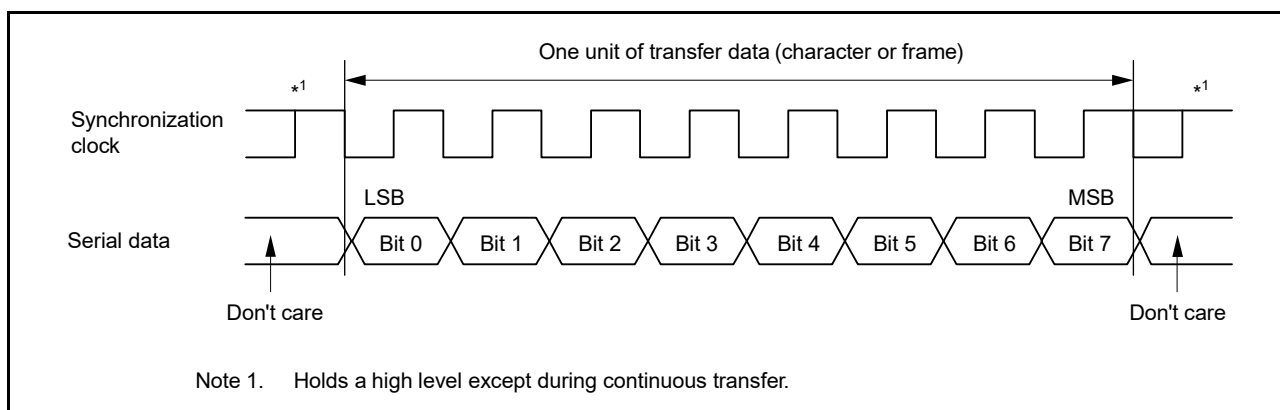 One unit of transfer data (character or frame)
*1 *1
Synchronization
clock
LSB MSB
Serial data Bit 0 Bit 1 Bit 2 Bit 3 Bit 4 Bit 5 Bit 6 Bit 7
Don't care Don't care
Note 1. Holds a high level except during continuous transfer.